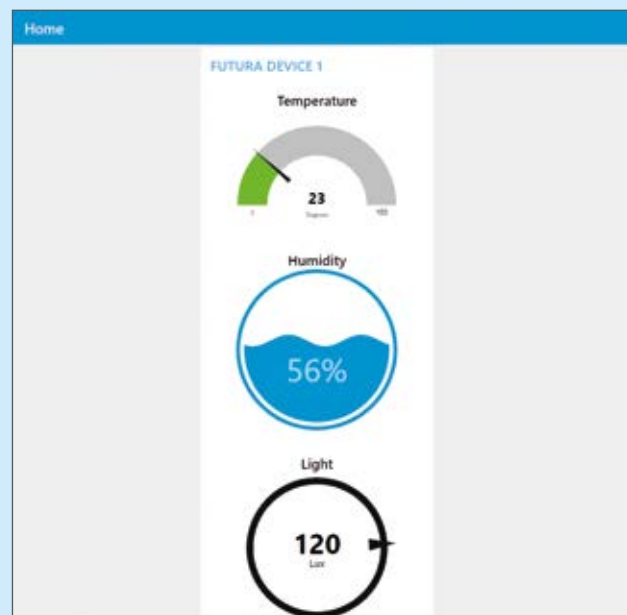 Home
FUTURA DEVICE 1
Temperature
23
Degrees
100
Humidity
56%
Light
120
Lux